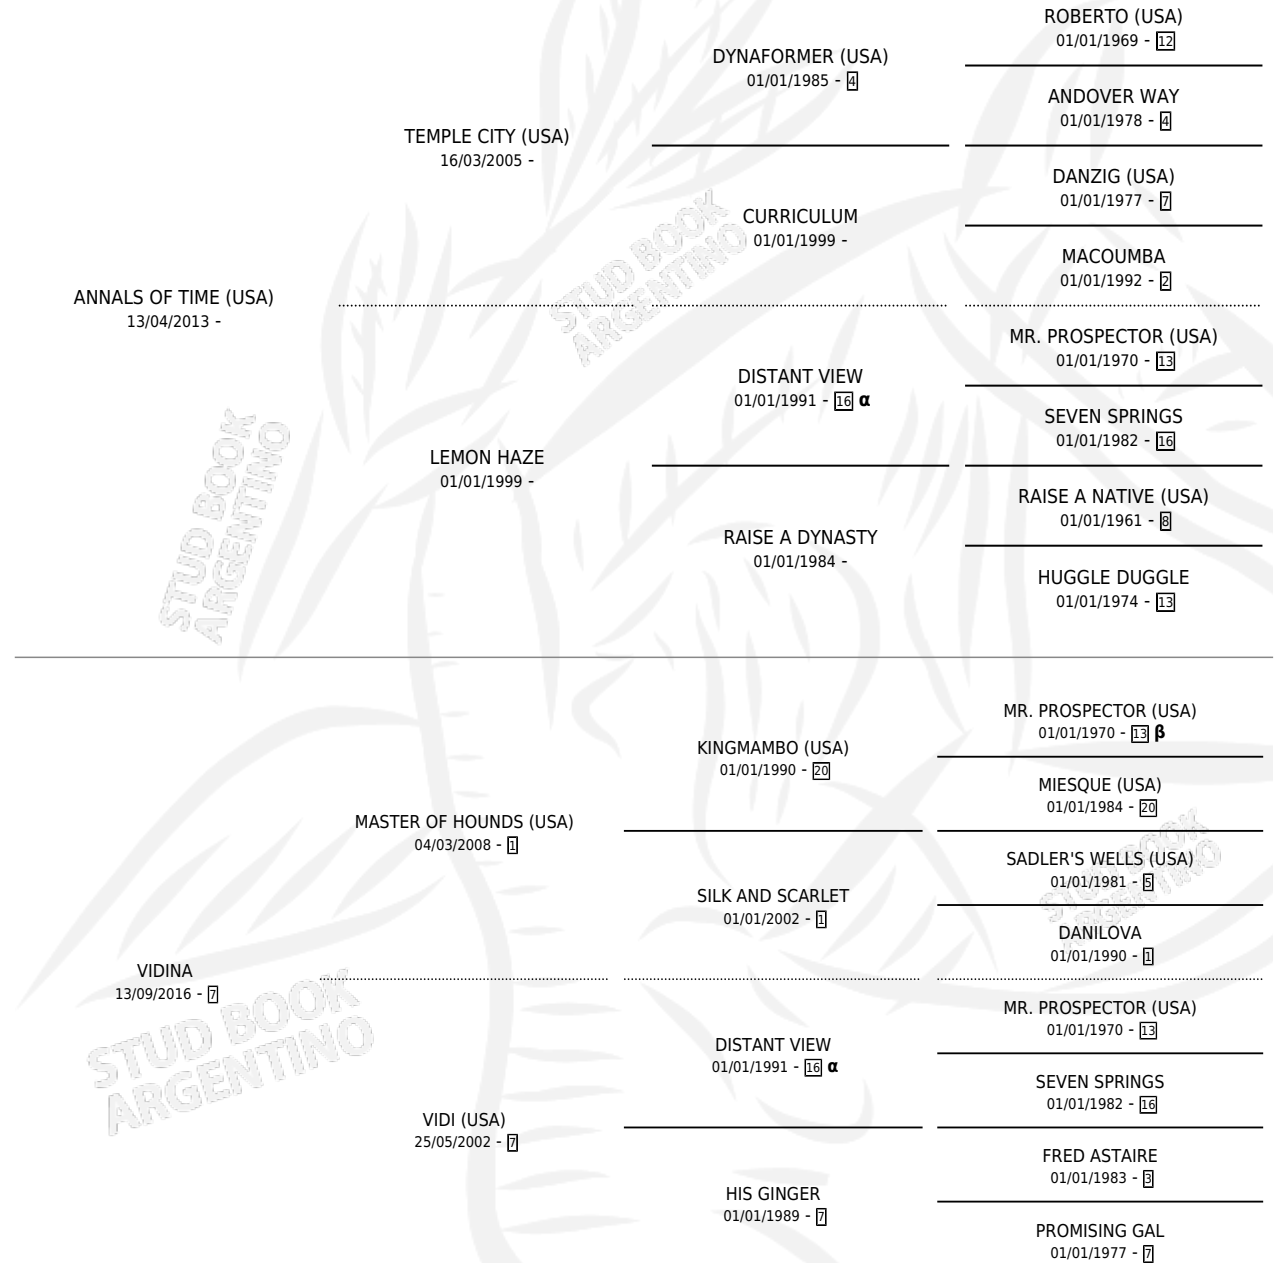 ROBERTO (USA)
01/01/1969 - 12
DYNAFORMER (USA)
01/01/1985 - 4
ANDOVER WAY
01/01/1978 - 4
TEMPLE CITY (USA)
16/03/2005 -
DANZIG (USA)
01/01/1977 - 7
CURRICULUM
01/01/1999 -
MACOUMBA
01/01/1992 - 2
STUD BOOK
ARGENTINO
ANNALS OF TIME (USA)
13/04/2013 -
MR. PROSPECTOR (USA)
01/01/1970 - 13
DISTANT VIEW
01/01/1991 - 16 α
SEVEN SPRINGS
01/01/1982 - 16
LEMON HAZE
01/01/1999 -
RAISE A NATIVE (USA)
01/01/1961 - 8
RAISE A DYNASTY
01/01/1984 -
HUGGLE DUGGLE
01/01/1974 - 13
STUD BOOK
ARGENTINO
MR. PROSPECTOR (USA)
01/01/1970 - 13 β
KINGMAMBO (USA)
01/01/1990 - 20
MIESQUE (USA)
01/01/1984 - 20
MASTER OF HOUNDS (USA)
04/03/2008 - 1
SADLER'S WELLS (USA)
01/01/1981 - 5
SILK AND SCARLET
01/01/2002 - 1
DANILOVA
01/01/1990 - 1
STUD BOOK
ARGENTINO
VIDINA
13/09/2016 - 7
MR. PROSPECTOR (USA)
01/01/1970 - 13
DISTANT VIEW
01/01/1991 - 16 α
SEVEN SPRINGS
01/01/1982 - 16
VIDI (USA)
25/05/2002 - 7
FRED ASTAIRE
01/01/1983 - 3
HIS GINGER
01/01/1989 - 7
PROMISING GAL
01/01/1977 - 7
STUD BOOK
ARGENTINO